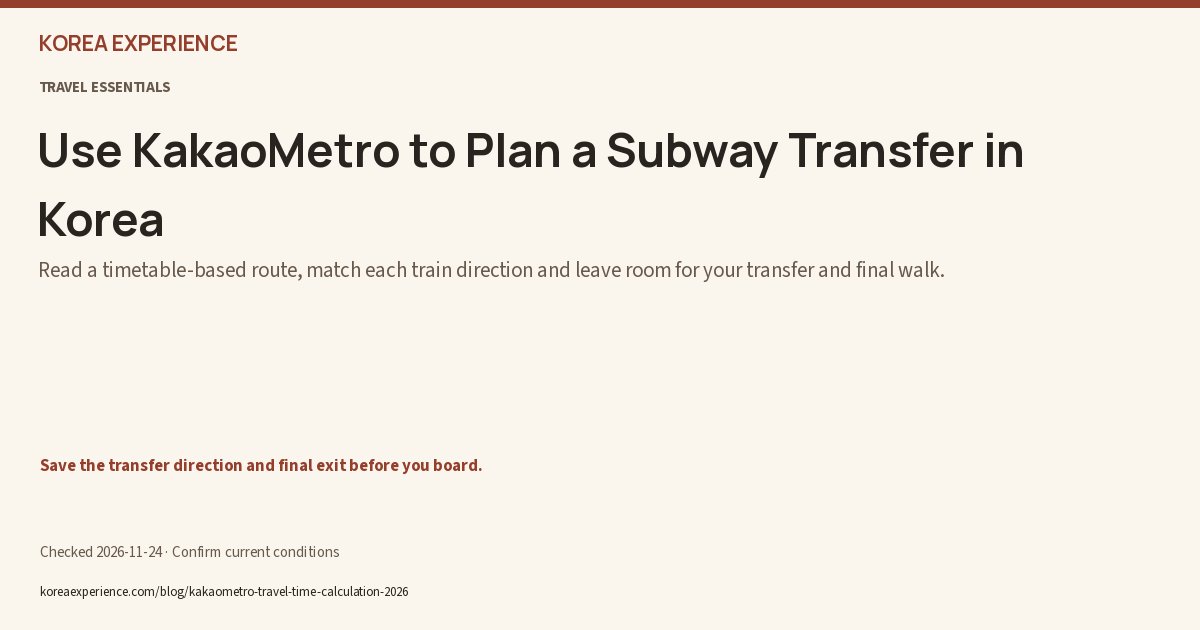 KOREA EXPERIENCE
TRAVEL ESSENTIALS
Use KakaoMetro to Plan a Subway Transfer in
Korea
Read a timetable-based route, match each train direction and leave room for your transfer and final walk.
Save the transfer direction and final exit before you board.
Checked 2026-11-24 · Confirm current conditions
koreaexperience.com/blog/kakaometro-travel-time-calculation-2026